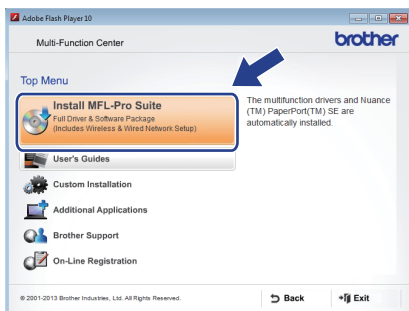 Adobe Flash Player 10
Multi-Function Center
brother
Top Menu
Install MFL-Pro Suite
Full Driver & Software Package
(Includes Wireless & Wired Network Setup)
The multifunction drivers and Nuance
(TM) PaperPort(TM) SE are
automatically installed.
User's Guides
Custom Installation
Additional Applications
Brother Support
On-Line Registration
© 2001-2013 Brother Industries, Ltd. All Rights Reserved.
Back
Exit